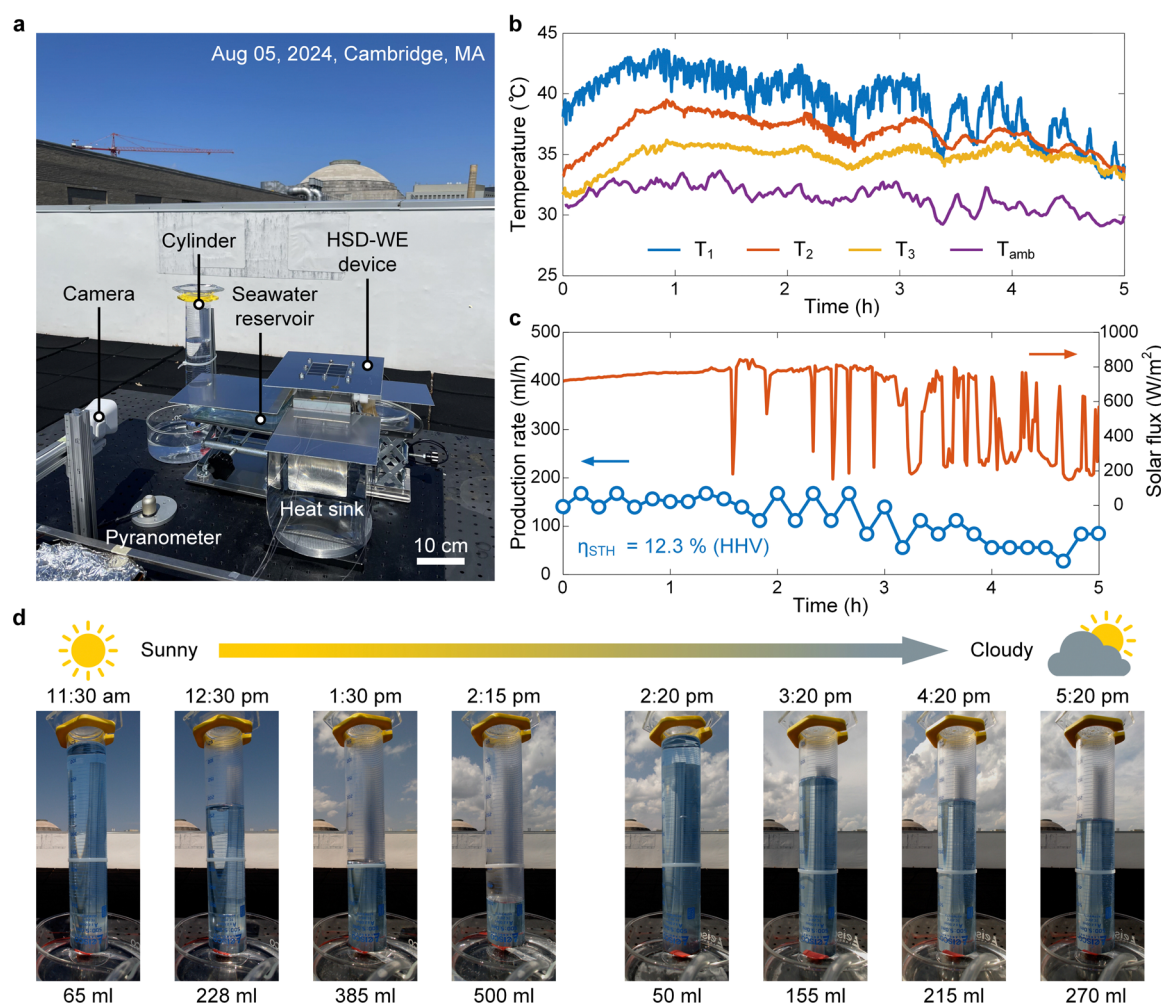 a
Aug 05, 2024, Cambridge, MA
Cylinder
HSD-WE
device
Camera
Seawater
reservoir
Heat sink
Pyranometer
10 cm
b
45
40
35
30
25
Temperature (°C)
T1
T2
T3
Tamb
0
1
2
3
4
5
Time (h)
c
500
400
300
200
100
0
Production rate (ml/h)
1000
800
600
400
200
0
Solar flux (W/m²)
ηSTH = 12.3 % (HHV)
0
1
2
3
4
5
Time (h)
d
Sunny
Cloudy
11:30 am
12:30 pm
1:30 pm
2:15 pm
2:20 pm
3:20 pm
4:20 pm
5:20 pm
65 ml
228 ml
385 ml
500 ml
50 ml
155 ml
215 ml
270 ml